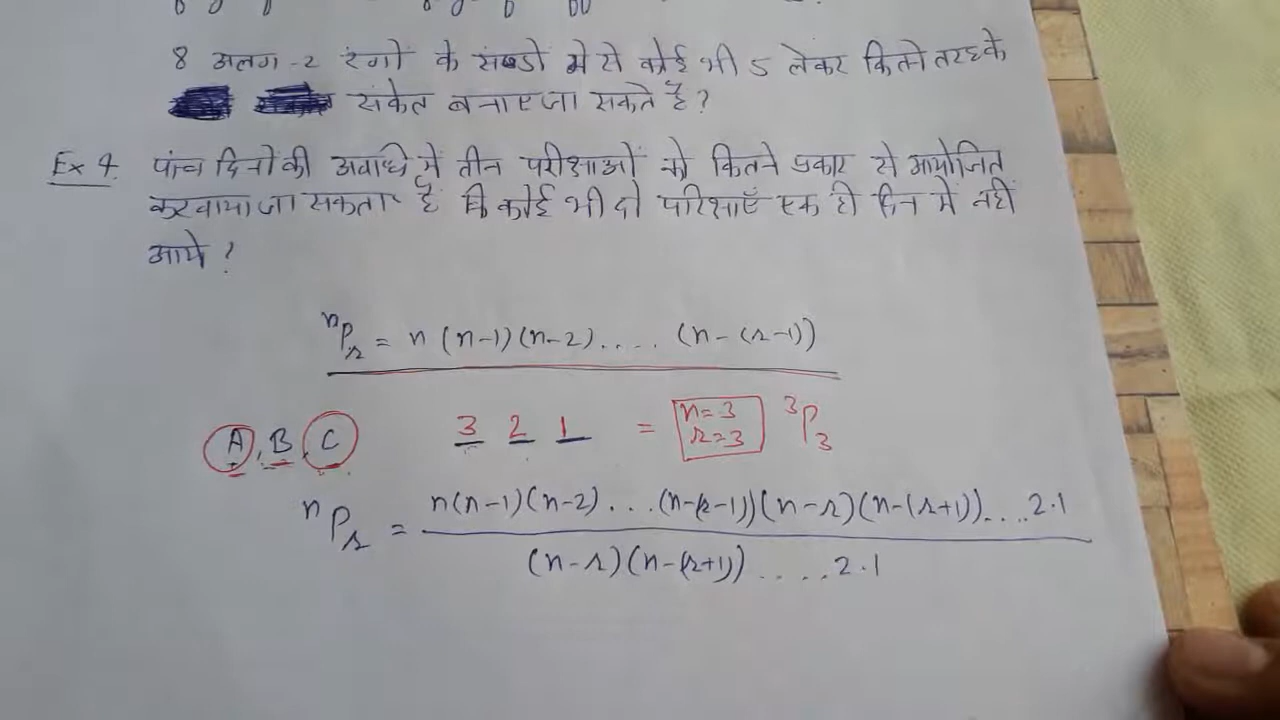 8 अलग-2 रंगों के संण्डो मे से कोई भी 5 लेकर कितने तरहके
संकेत बनाए जा सकते है ?
Ex 4. पांच दिनों की अवधि में तीन परीक्षाओं को कितने प्रकार से आयोजित
करवाया जा सकता है कि कोई भी दो परिक्षाएँ एक ही दिन में नहीं
आये ?
ⁿPᵣ = n (n-1)(n-2).... (n-(r-1))
A, B, C 3 2 1 = n=3 r=3 ³P₃
ⁿPᵣ = n(n-1)(n-2)...(n-(r-1))(n-r)(n-(r+1))....2.1
(n-r)(n-(r+1)).....2.1